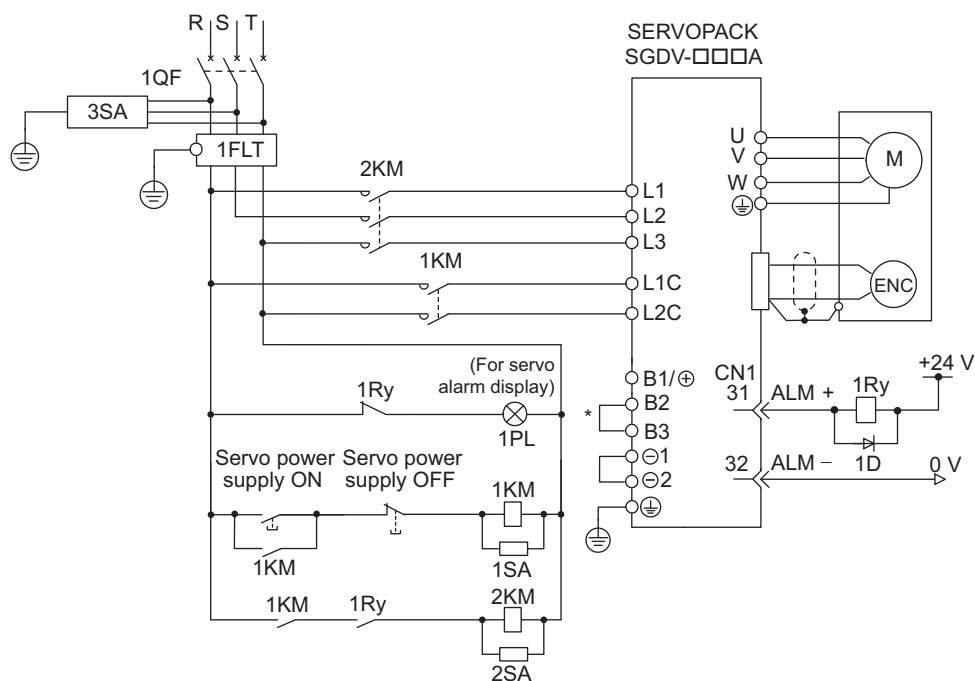 R S T
SERVOPACK
SGDV-□□□A
1QF
3SA
1FLT
2KM
U
V
W
M
L1
L2
L3
1KM
L1C
L2C
ENC
(For servo
alarm display)
1Ry
1PL
B1/⊕
B2
* B3
⊖1
⊖2
CN1
31 ALM +
1Ry
+24 V
1D
32 ALM −
0 V
Servo power
supply ON
Servo power
supply OFF
1KM
1KM
1SA
1KM
1Ry
2KM
2SA